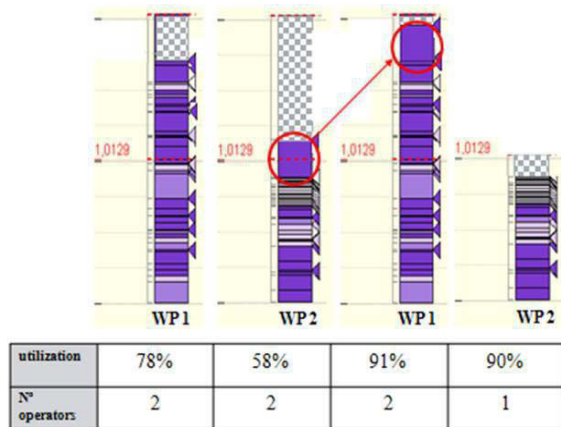 1,0129 1,0129 1,0129 1,0129
WP1 WP2 WP1 WP2
utilization 78% 58% 91% 90%
Nº operators 2 2 2 1